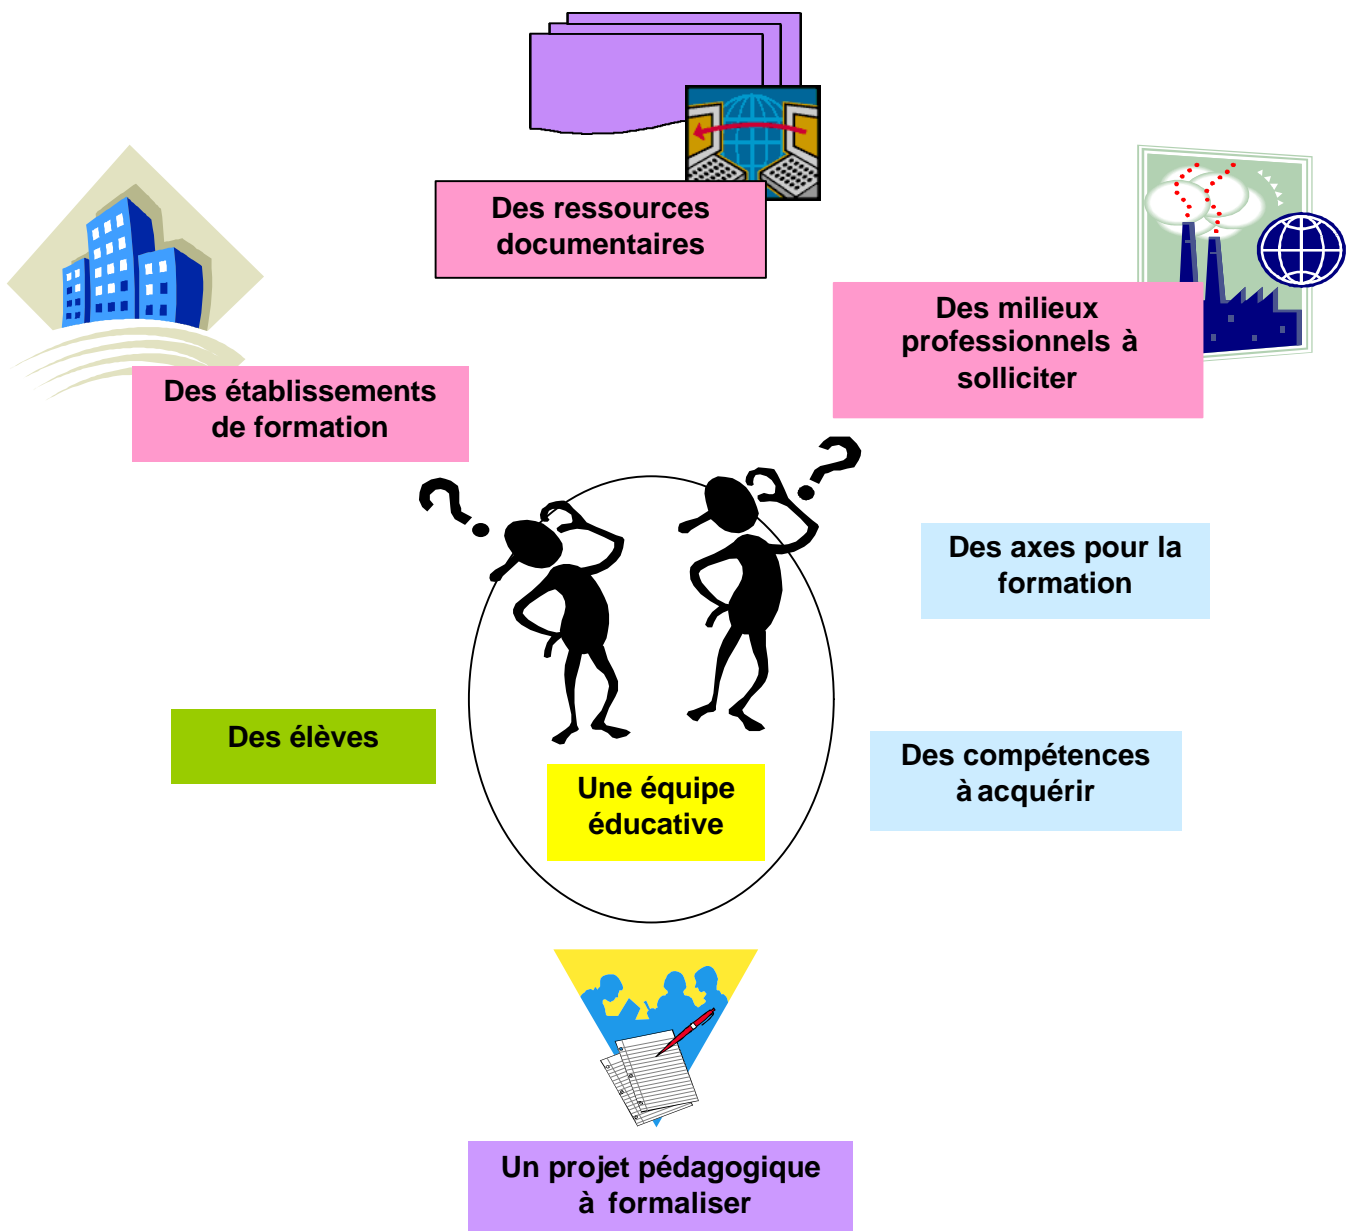 Des ressources
documentaires
Des milieux
professionnels à
solliciter
Des établissements
de formation
Des axes pour la
formation
Des élèves
Des compétences
à acquérir
Une équipe
éducative
Un projet pédagogique
à formaliser